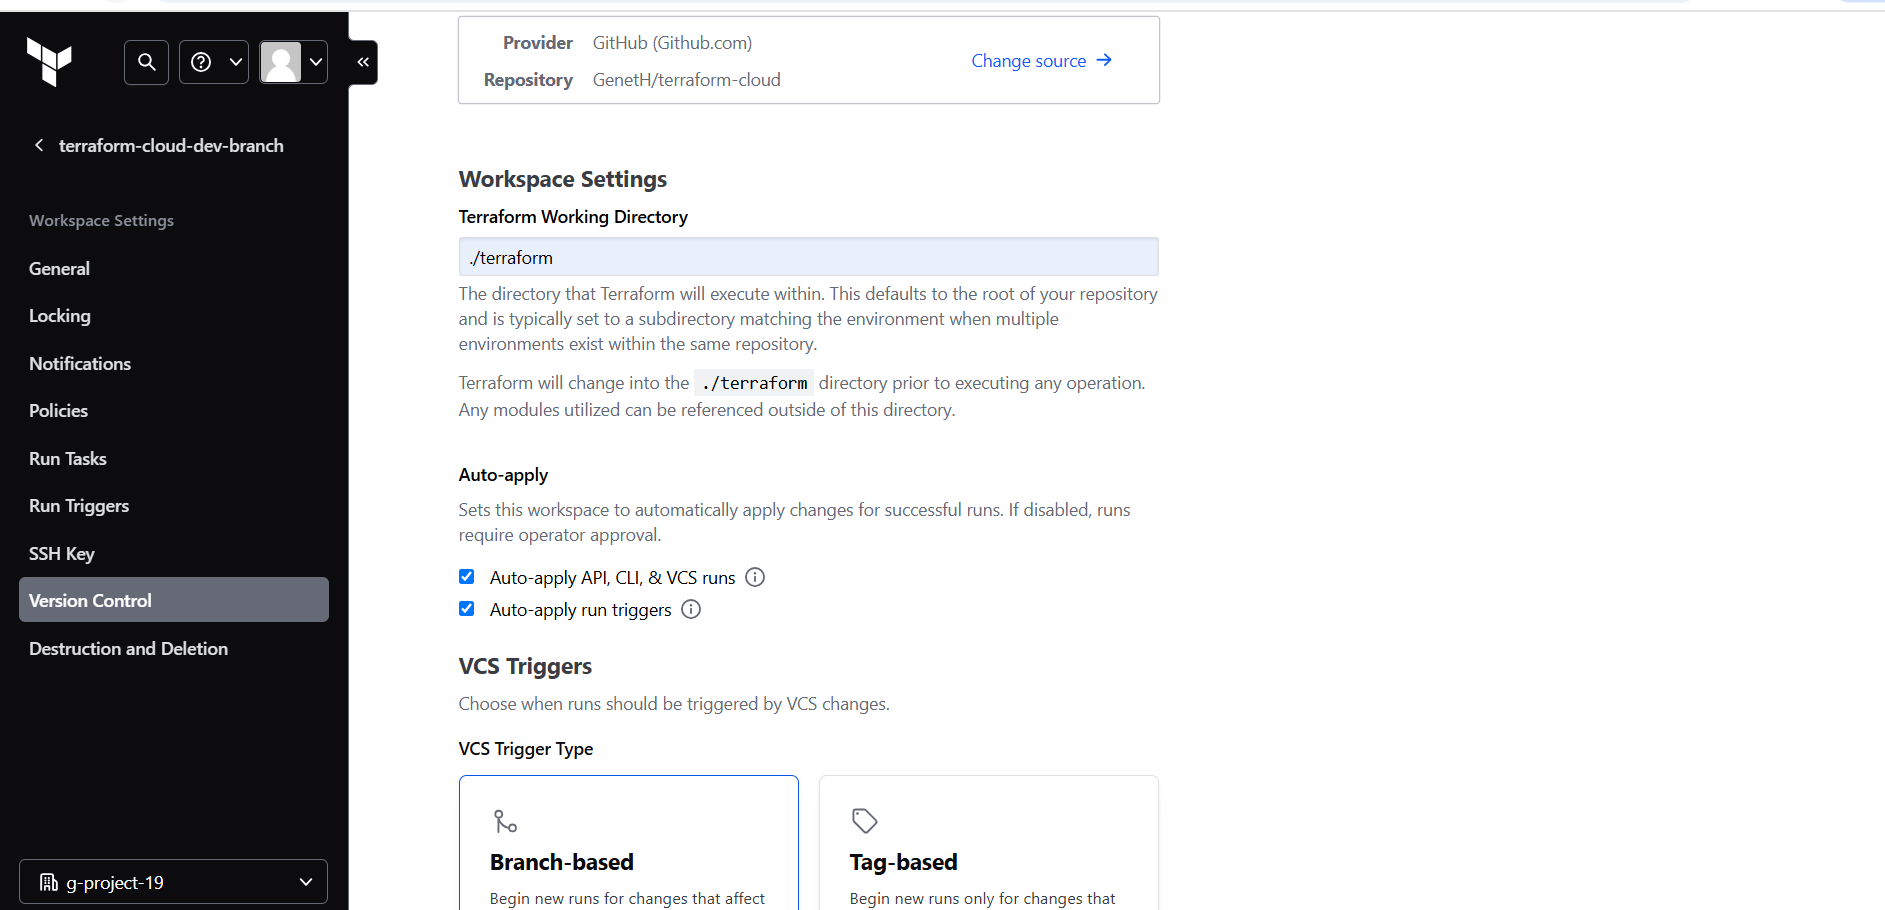 terraform-cloud-dev-branch
Workspace Settings
General
Locking
Notifications
Policies
Run Tasks
Run Triggers
SSH Key
Version Control
Destruction and Deletion
g-project-19
Provider GitHub (Github.com)
Repository GenetH/terraform-cloud
Change source
Workspace Settings
Terraform Working Directory
./terraform
The directory that Terraform will execute within. This defaults to the root of your repository
and is typically set to a subdirectory matching the environment when multiple
environments exist within the same repository.
Terraform will change into the ./terraform directory prior to executing any operation.
Any modules utilized can be referenced outside of this directory.
Auto-apply
Sets this workspace to automatically apply changes for successful runs. If disabled, runs
require operator approval.
Auto-apply API, CLI, & VCS runs
Auto-apply run triggers
VCS Triggers
Choose when runs should be triggered by VCS changes.
VCS Trigger Type
Branch-based
Begin new runs for changes that affect
Tag-based
Begin new runs only for changes that